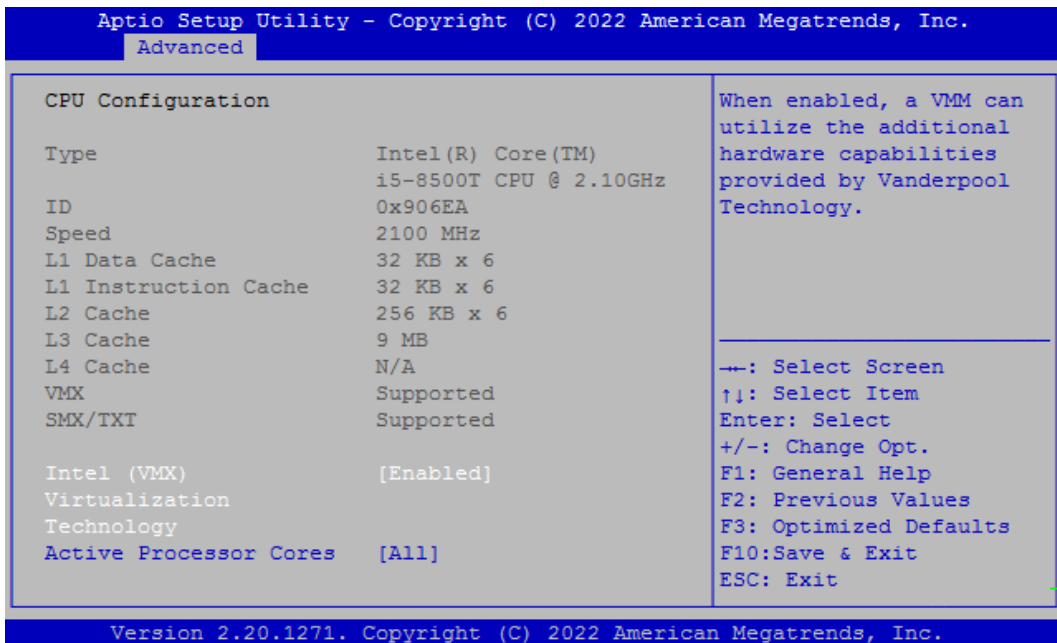 Aptio Setup Utility - Copyright (C) 2022 American Megatrends, Inc.
Advanced
CPU Configuration
Type Intel(R) Core(TM)
i5-8500T CPU @ 2.10GHz
ID 0x906EA
Speed 2100 MHz
L1 Data Cache 32 KB x 6
L1 Instruction Cache 32 KB x 6
L2 Cache 256 KB x 6
L3 Cache 9 MB
L4 Cache N/A
VMX Supported
SMX/TXT Supported
Intel (VMX) [Enabled]
Virtualization
Technology
Active Processor Cores [All]
When enabled, a VMM can
utilize the additional
hardware capabilities
provided by Vanderpool
Technology.
→←: Select Screen
↑↓: Select Item
Enter: Select
+/-: Change Opt.
F1: General Help
F2: Previous Values
F3: Optimized Defaults
F10:Save & Exit
ESC: Exit
Version 2.20.1271. Copyright (C) 2022 American Megatrends, Inc.